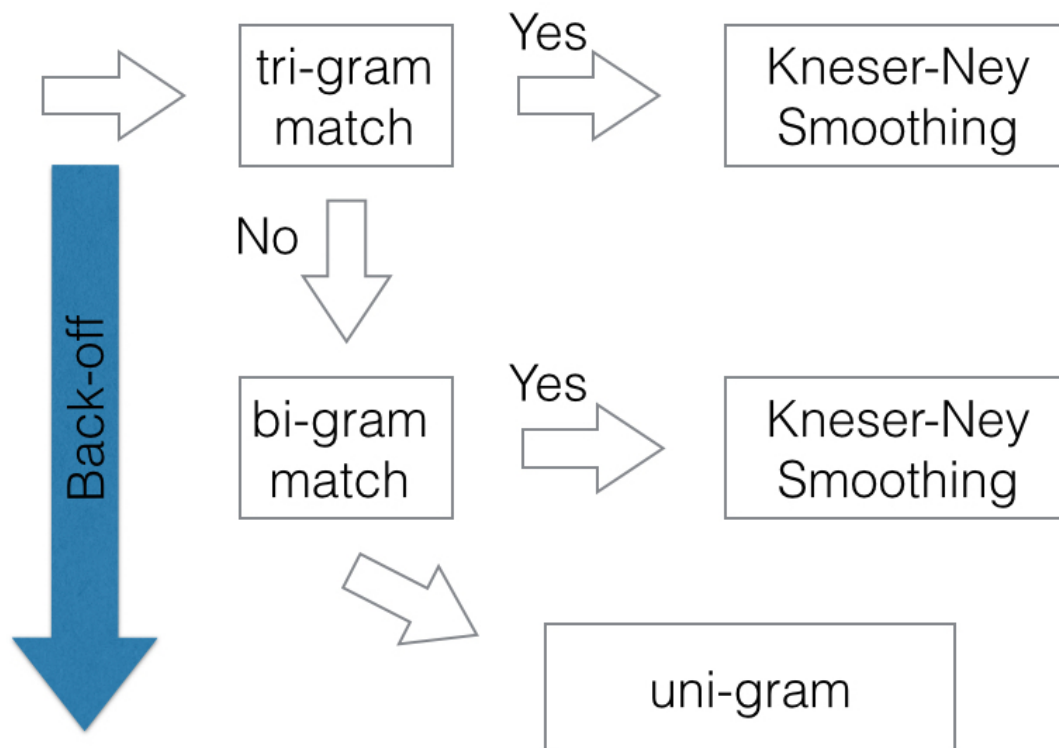 Yes
tri-gram
match
Kneser-Ney
Smoothing
No
Back-off
Yes
bi-gram
match
Kneser-Ney
Smoothing
uni-gram